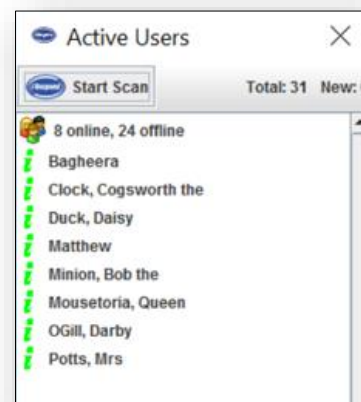 Active Users
Start Scan Total: 31 New:
8 online, 24 offline
Bagheera
Clock, Cogsworth the
Duck, Daisy
Matthew
Minion, Bob the
Mousetoria, Queen
OGill, Darby
Potts, Mrs